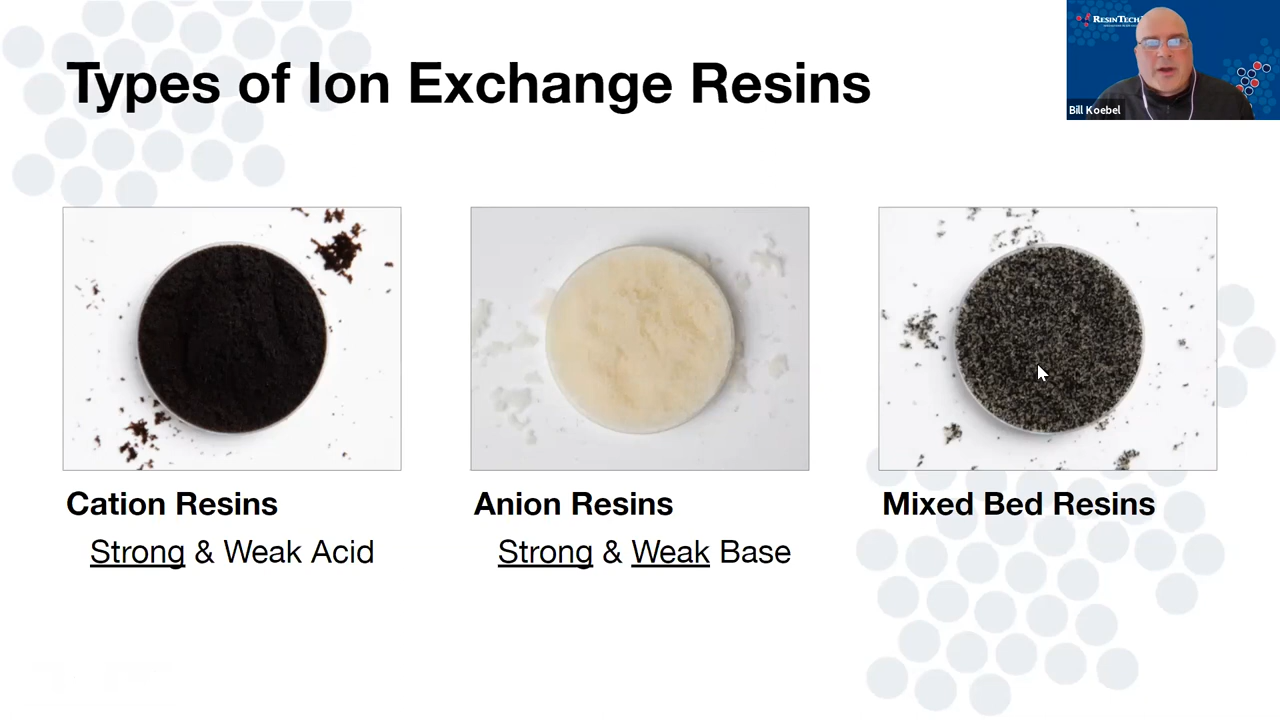 Types of Ion Exchange Resins
RESINTECH
Bill Koebel
Cation Resins
Strong & Weak Acid
Anion Resins
Strong & Weak Base
Mixed Bed Resins